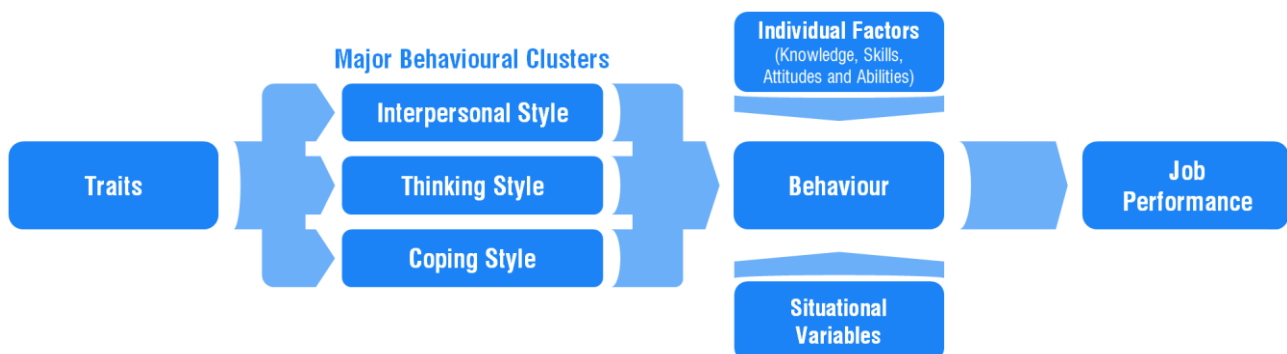 Traits
Major Behavioural Clusters
Interpersonal Style
Thinking Style
Coping Style
Individual Factors
(Knowledge, Skills,
Attitudes and Abilities)
Behaviour
Situational
Variables
Job
Performance